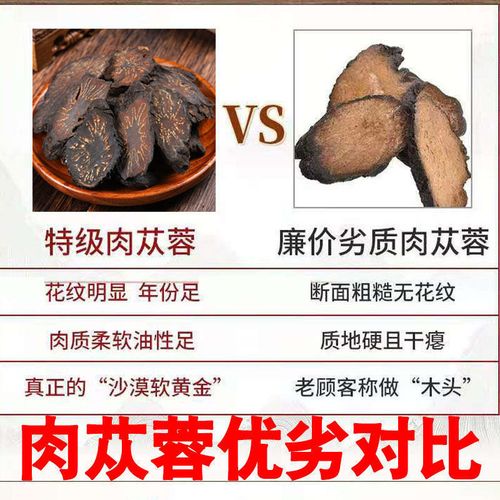 VS
特级肉苁蓉 廉价劣质肉苁蓉
花纹明显 年份足 断面粗糙无花纹
肉质柔软油性足 质地硬且干瘪
真正的“沙漠软黄金” 老顾客称做“木头”
肉苁蓉优劣对比